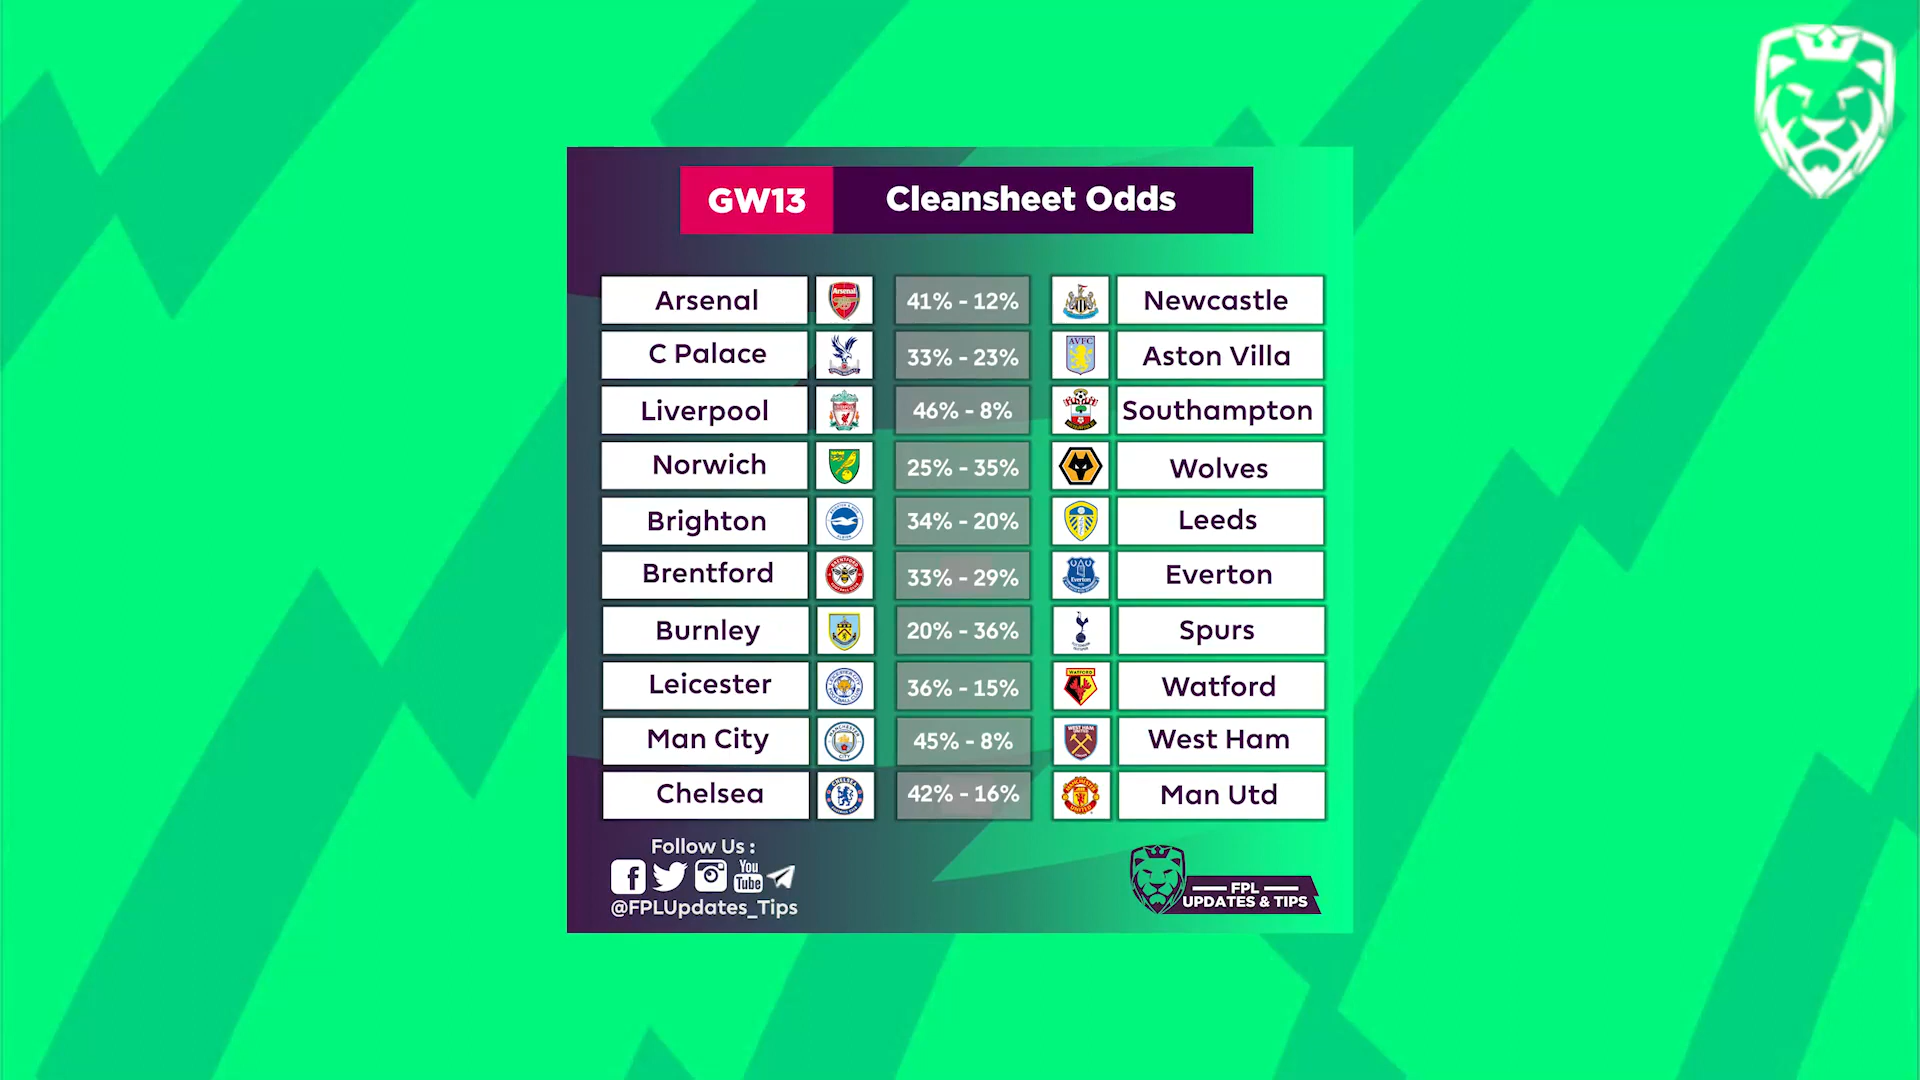 GW13 Cleansheet Odds
Arsenal 41% - 12% Newcastle
C Palace 33% - 23% Aston Villa
Liverpool 46% - 8% Southampton
Norwich 25% - 35% Wolves
Brighton 34% - 20% Leeds
Brentford 33% - 29% Everton
Burnley 20% - 36% Spurs
Leicester 36% - 15% Watford
Man City 45% - 8% West Ham
Chelsea 42% - 16% Man Utd
Follow Us :
You
Tube
@FPLUpdates_Tips
FPL
UPDATES & TIPS